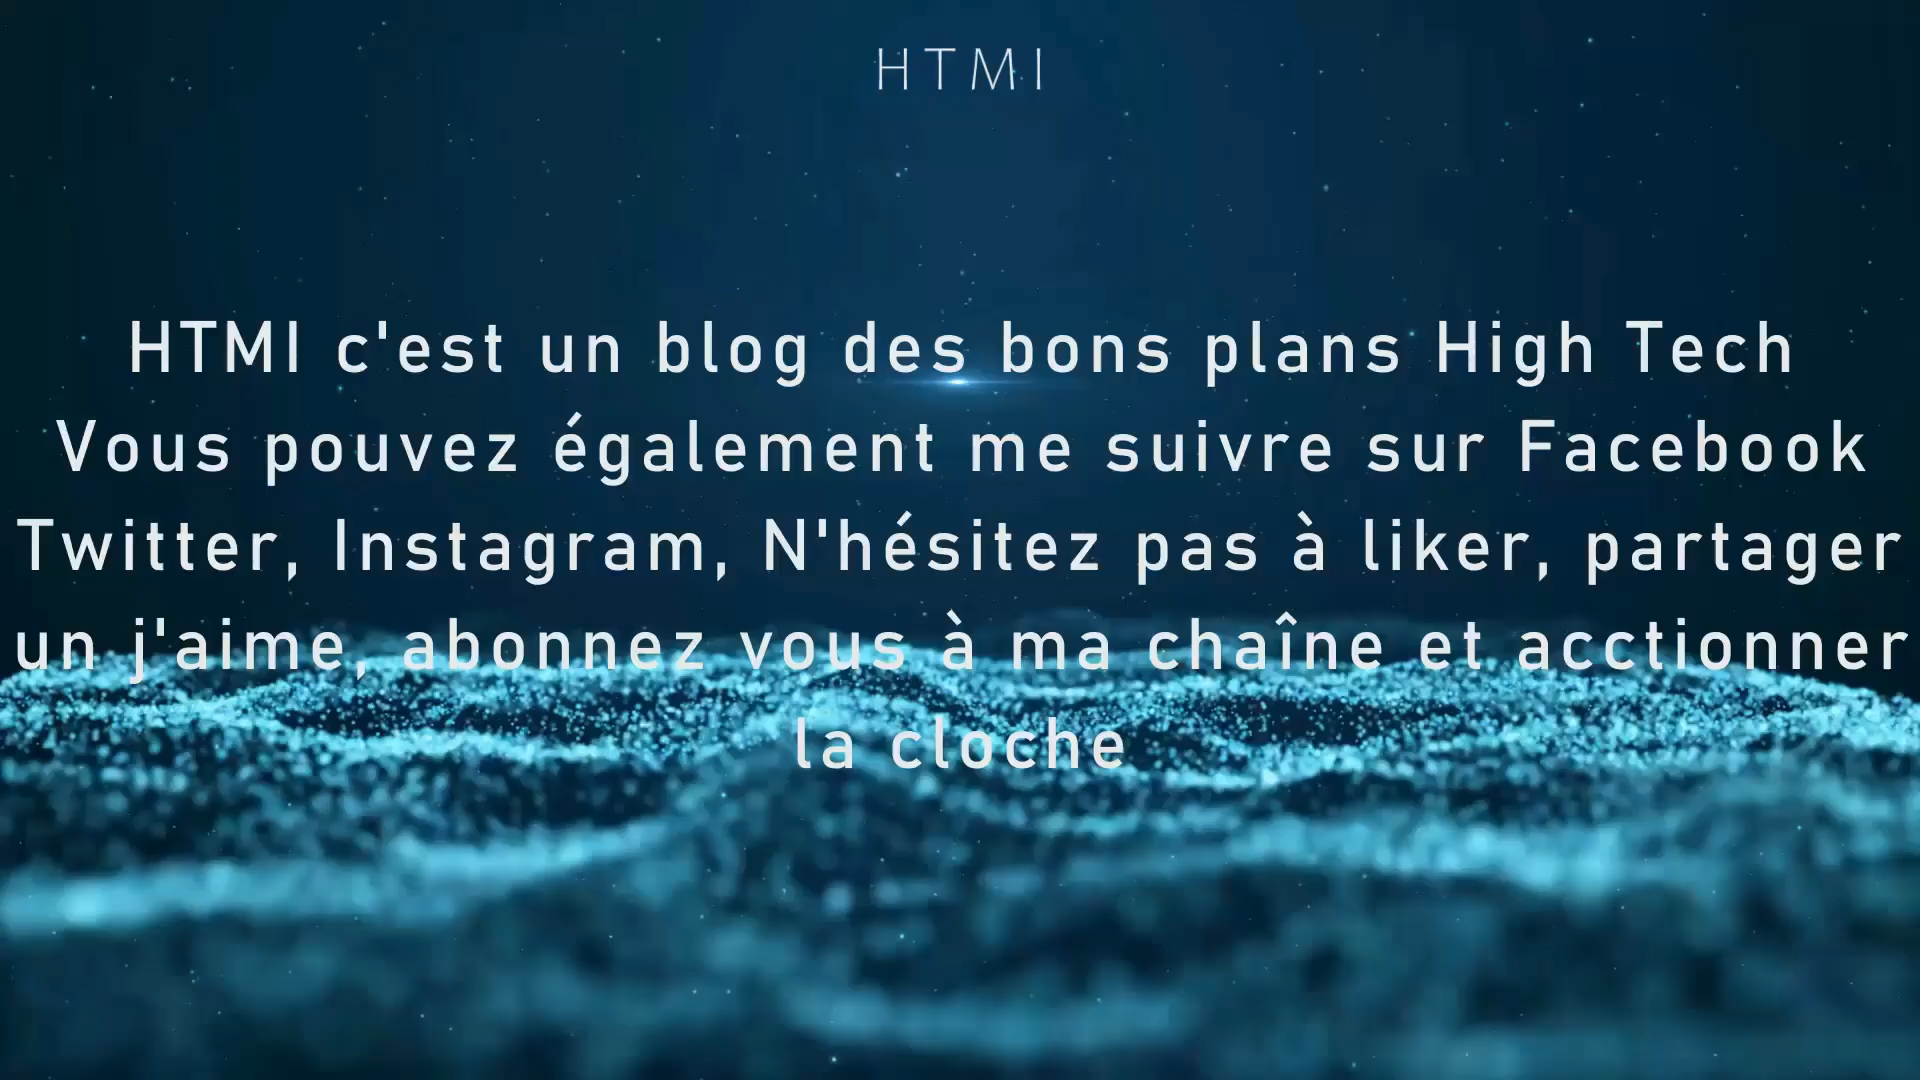 HTMI
HTMI c'est un blog des bons plans High Tech
Vous pouvez également me suivre sur Facebook
Twitter, Instagram, N'hésitez pas à liker, partager
un j'aime, abonnez vous à ma chaîne et acctionner
la cloche